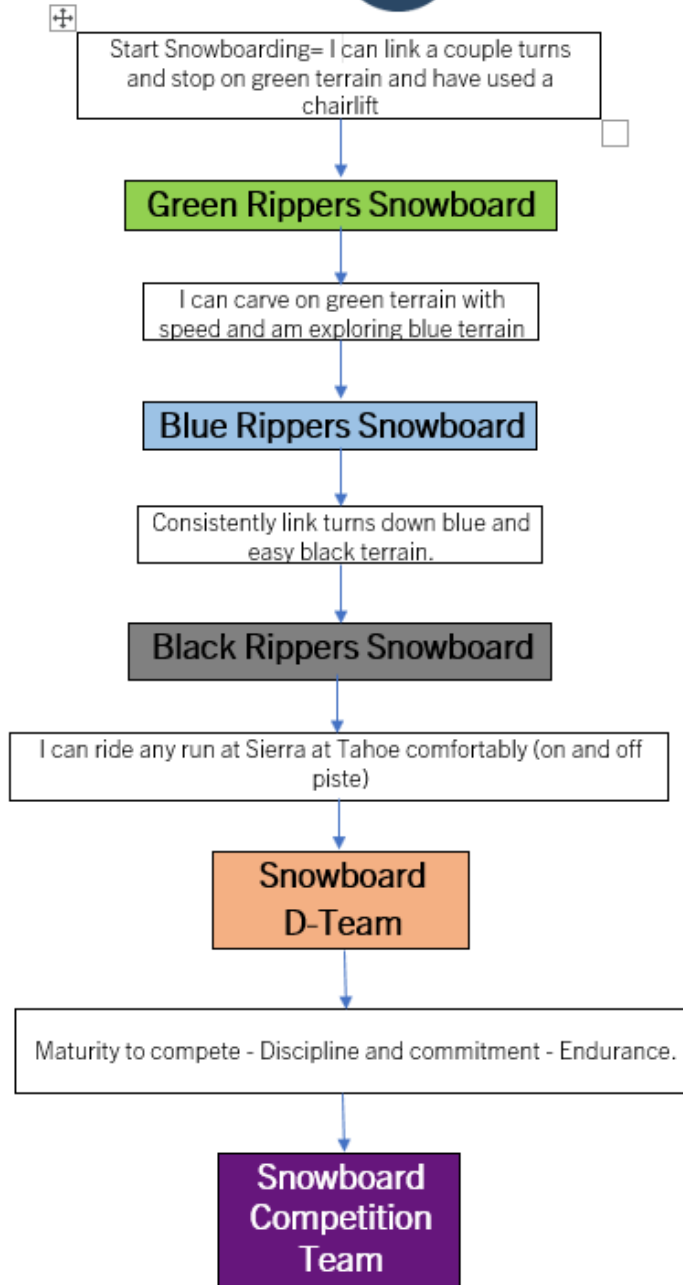 Start Snowboarding= I can link a couple turns
and stop on green terrain and have used a
chairlift
Green Rippers Snowboard
I can carve on green terrain with
speed and am exploring blue terrain
Blue Rippers Snowboard
Consistently link turns down blue and
easy black terrain.
Black Rippers Snowboard
I can ride any run at Sierra at Tahoe comfortably (on and off
piste)
Snowboard
D-Team
Maturity to compete - Discipline and commitment - Endurance.
Snowboard
Competition
Team